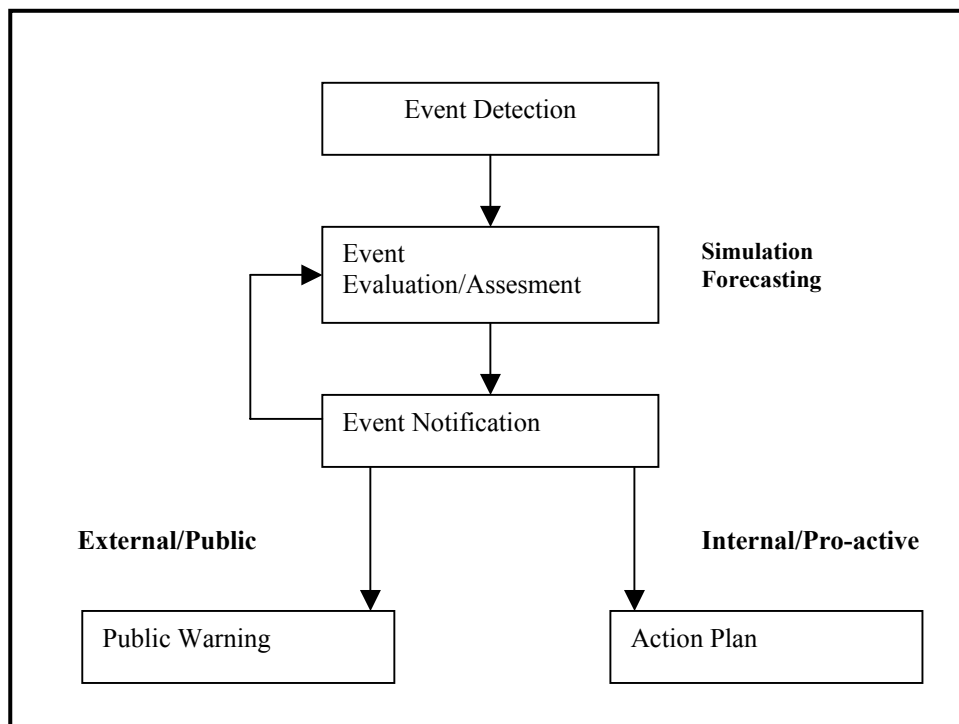 Event Detection
Event
Evaluation/Assesment
Simulation
Forecasting
Event Notification
External/Public
Internal/Pro-active
Public Warning
Action Plan